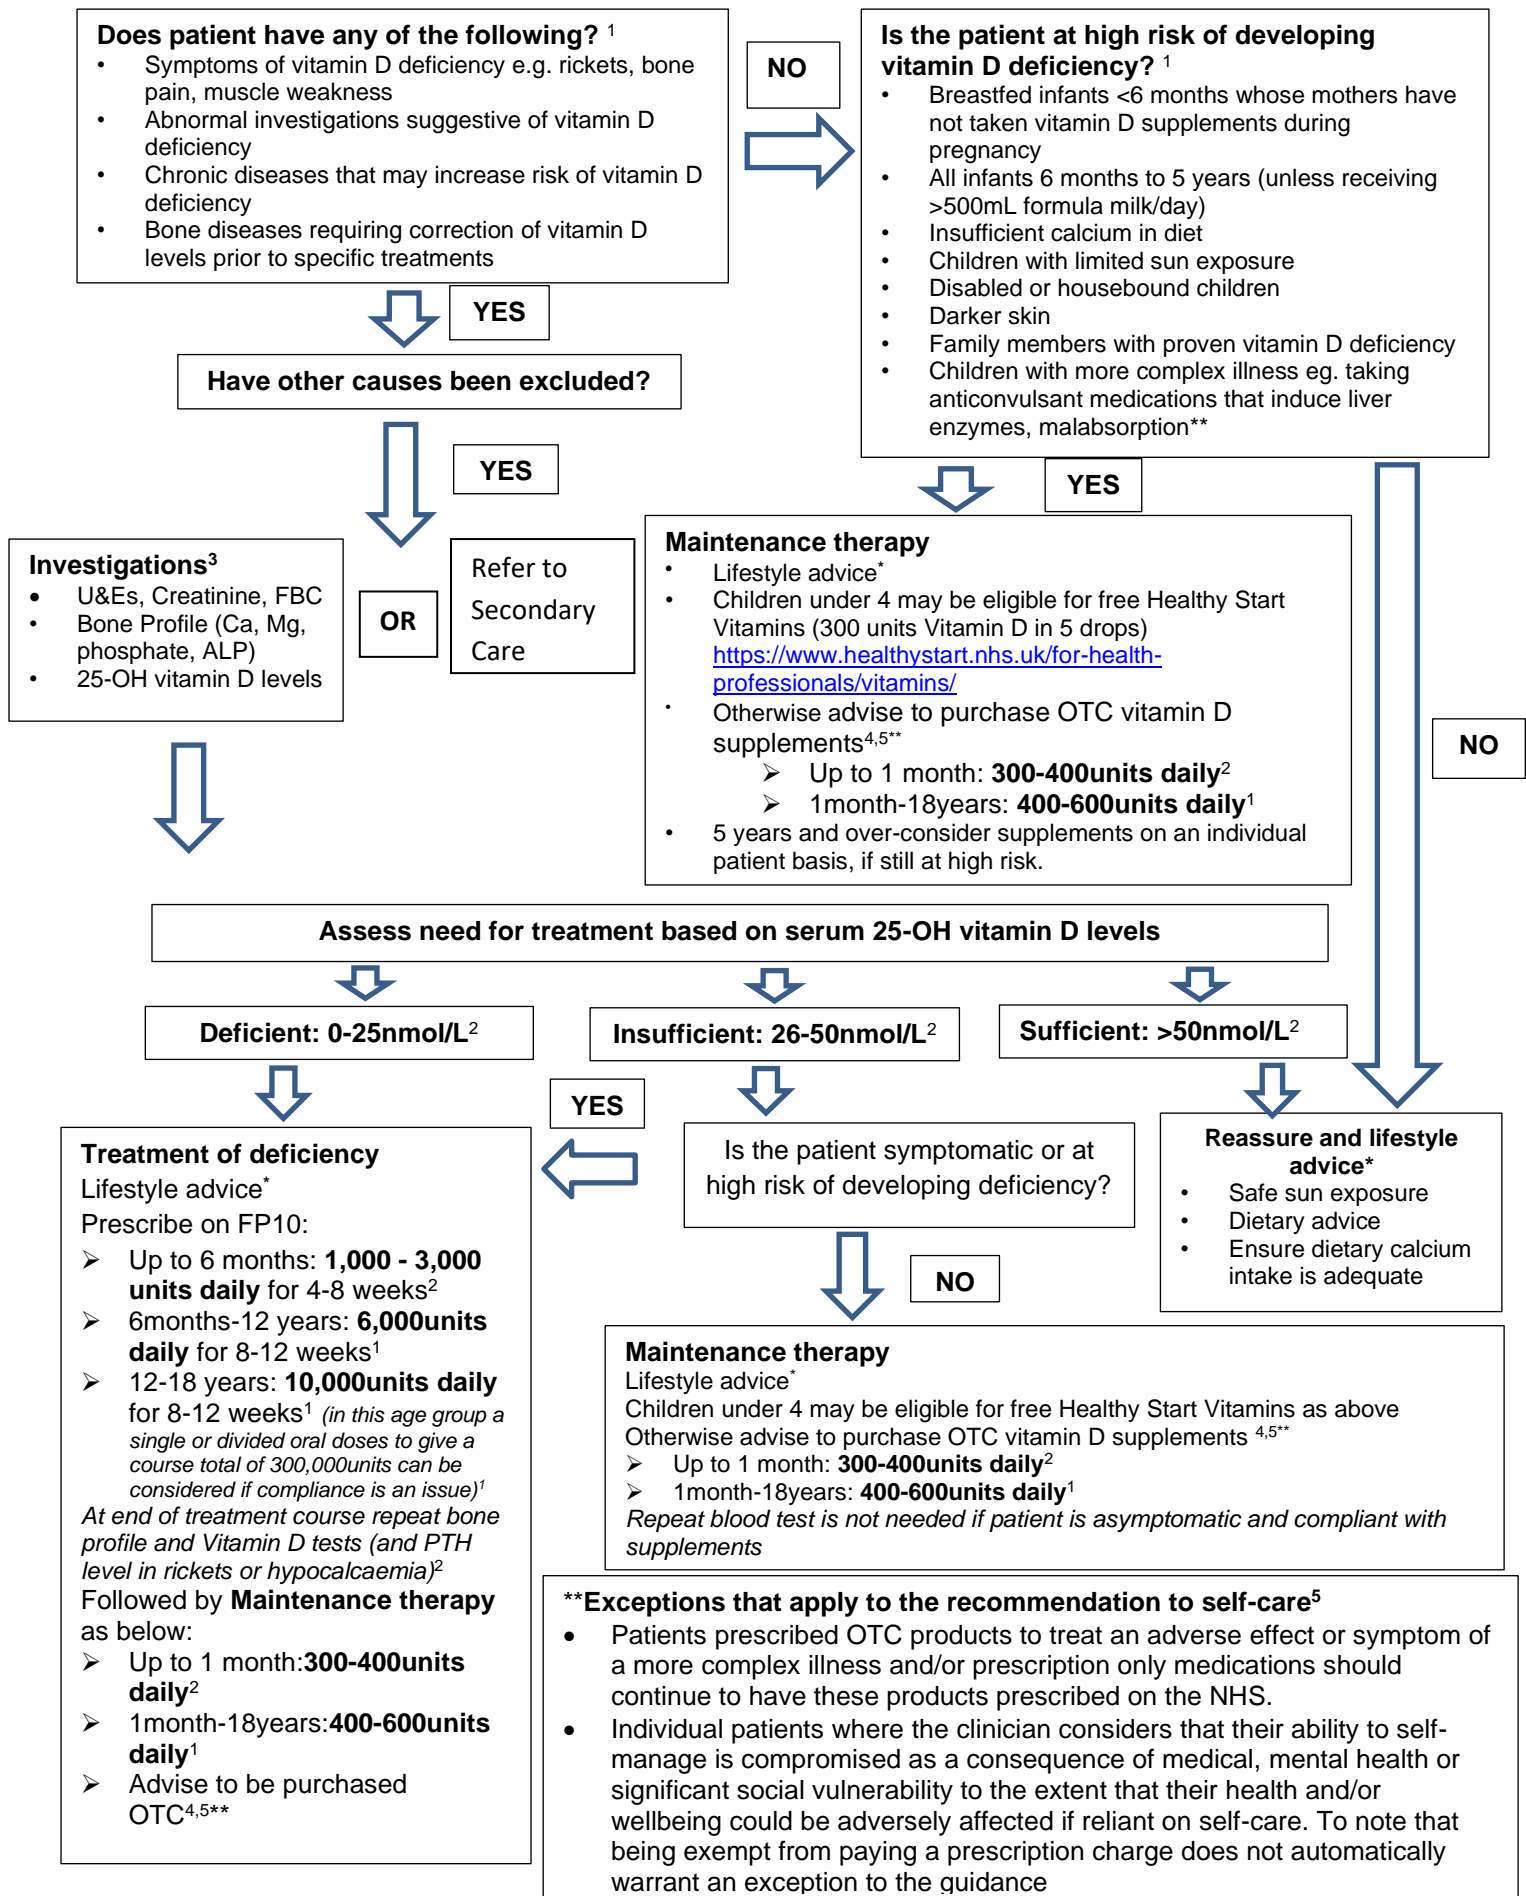 Does patient have any of the following? 1
• Symptoms of vitamin D deficiency e.g. rickets, bone
pain, muscle weakness
• Abnormal investigations suggestive of vitamin D
deficiency
• Chronic diseases that may increase risk of vitamin D
deficiency
• Bone diseases requiring correction of vitamin D
levels prior to specific treatments
NO
Is the patient at high risk of developing
vitamin D deficiency? 1
• Breastfed infants <6 months whose mothers have
not taken vitamin D supplements during
pregnancy
• All infants 6 months to 5 years (unless receiving
>500mL formula milk/day)
• Insufficient calcium in diet
• Children with limited sun exposure
• Disabled or housebound children
• Darker skin
• Family members with proven vitamin D deficiency
• Children with more complex illness eg. taking
anticonvulsant medications that induce liver
enzymes, malabsorption**
YES
Have other causes been excluded?
YES
YES
Investigations3
• U&Es, Creatinine, FBC
• Bone Profile (Ca, Mg,
phosphate, ALP)
• 25-OH vitamin D levels
OR
Refer to
Secondary
Care
Maintenance therapy
• Lifestyle advice*
• Children under 4 may be eligible for free Healthy Start
Vitamins (300 units Vitamin D in 5 drops)
https://www.healthystart.nhs.uk/for-health-
professionals/vitamins/
• Otherwise advise to purchase OTC vitamin D
supplements4,5**
➢ Up to 1 month: 300-400units daily2
➢ 1month-18years: 400-600units daily1
• 5 years and over-consider supplements on an individual
patient basis, if still at high risk.
NO
Assess need for treatment based on serum 25-OH vitamin D levels
Deficient: 0-25nmol/L2
Insufficient: 26-50nmol/L2
Sufficient: >50nmol/L2
YES
Treatment of deficiency
Lifestyle advice*
Prescribe on FP10:
➢ Up to 6 months: 1,000 - 3,000
units daily for 4-8 weeks2
➢ 6months-12 years: 6,000units
daily for 8-12 weeks1
➢ 12-18 years: 10,000units daily
for 8-12 weeks1 (in this age group a
single or divided oral doses to give a
course total of 300,000units can be
considered if compliance is an issue)1
At end of treatment course repeat bone
profile and Vitamin D tests (and PTH
level in rickets or hypocalcaemia)2
Followed by Maintenance therapy
as below:
➢ Up to 1 month:300-400units
daily2
➢ 1month-18years:400-600units
daily1
➢ Advise to be purchased
OTC4,5**
Is the patient symptomatic or at
high risk of developing deficiency?
NO
Reassure and lifestyle
advice*
• Safe sun exposure
• Dietary advice
• Ensure dietary calcium
intake is adequate
Maintenance therapy
Lifestyle advice*
Children under 4 may be eligible for free Healthy Start Vitamins as above
Otherwise advise to purchase OTC vitamin D supplements 4,5**
➢ Up to 1 month: 300-400units daily2
➢ 1month-18years: 400-600units daily1
Repeat blood test is not needed if patient is asymptomatic and compliant with
supplements
**Exceptions that apply to the recommendation to self-care5
• Patients prescribed OTC products to treat an adverse effect or symptom of
a more complex illness and/or prescription only medications should
continue to have these products prescribed on the NHS.
• Individual patients where the clinician considers that their ability to self-
manage is compromised as a consequence of medical, mental health or
significant social vulnerability to the extent that their health and/or
wellbeing could be adversely affected if reliant on self-care. To note that
being exempt from paying a prescription charge does not automatically
warrant an exception to the guidance